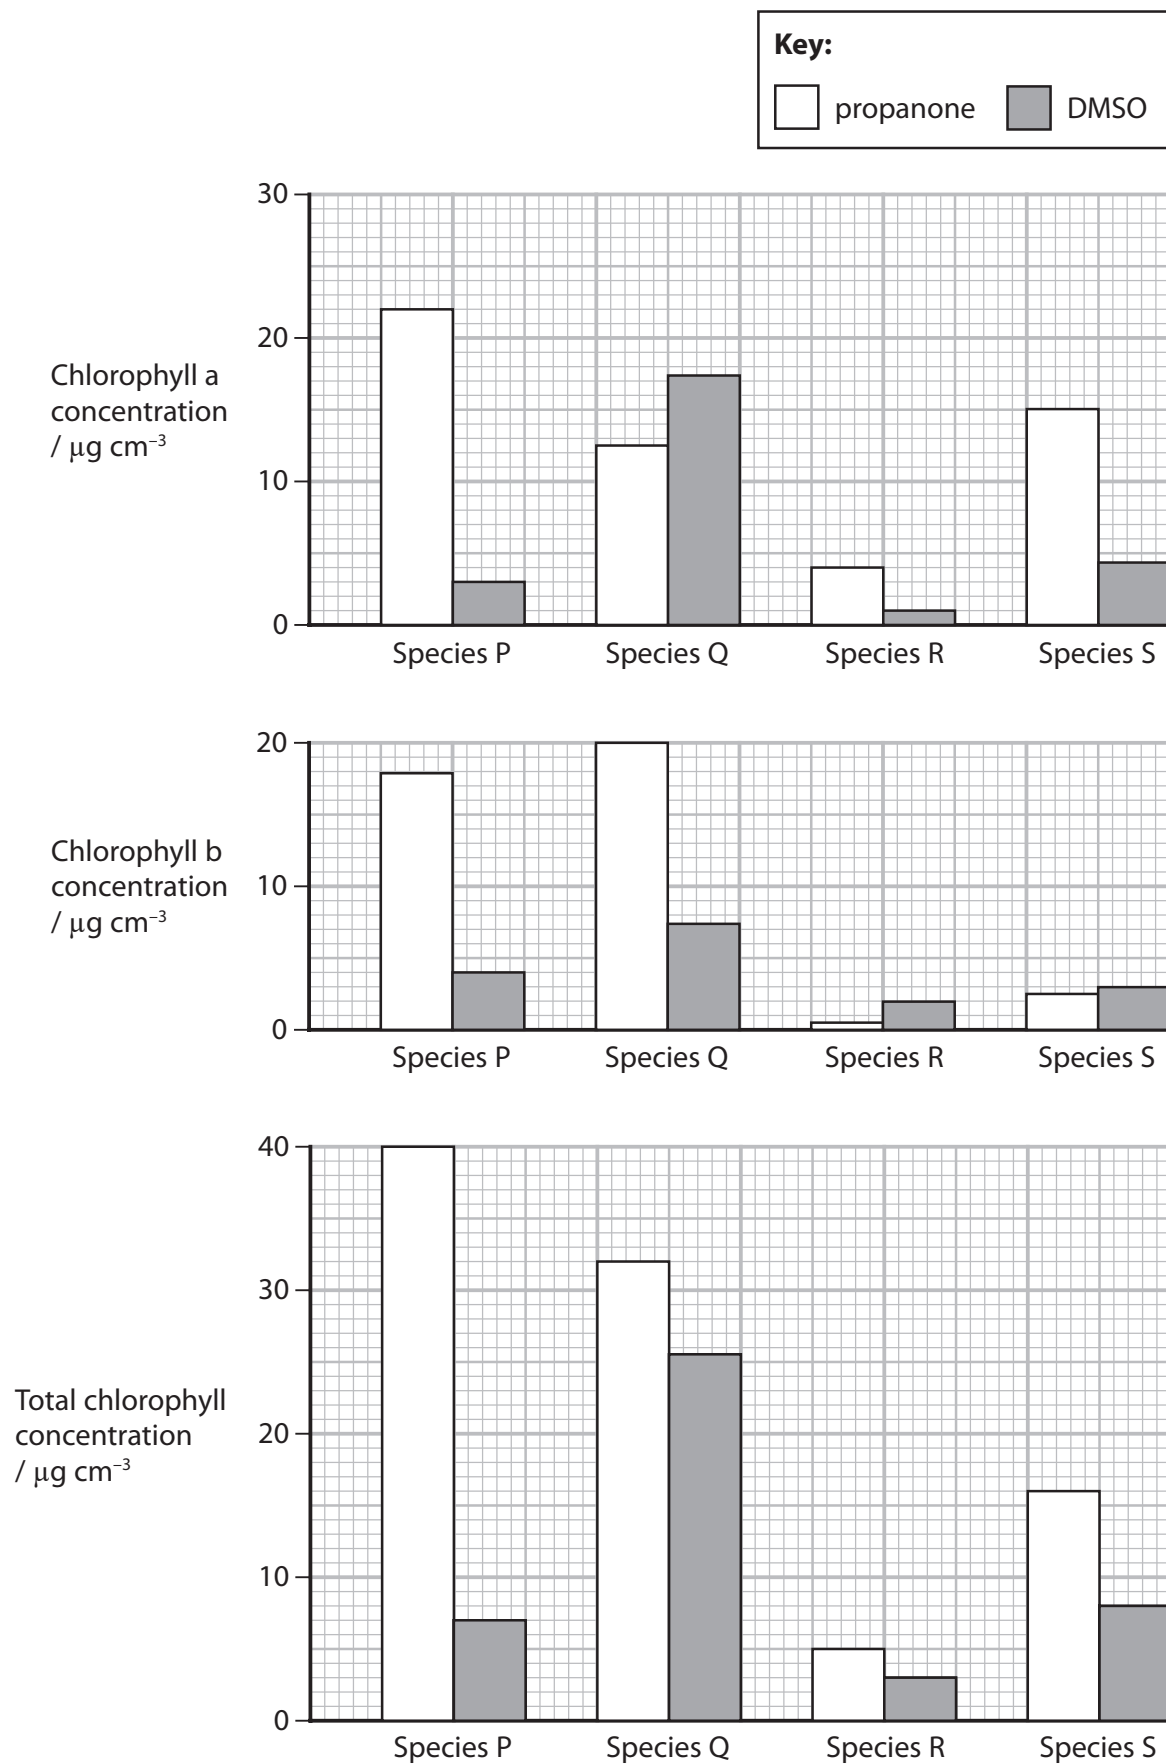 Key:
propanone DMSO
30
20
10
0
Chlorophyll a
concentration
/ μg cm⁻³
Species P Species Q Species R Species S
20
10
0
Chlorophyll b
concentration
/ μg cm⁻³
Species P Species Q Species R Species S
40
30
20
10
0
Total chlorophyll
concentration
/ μg cm⁻³
Species P Species Q Species R Species S